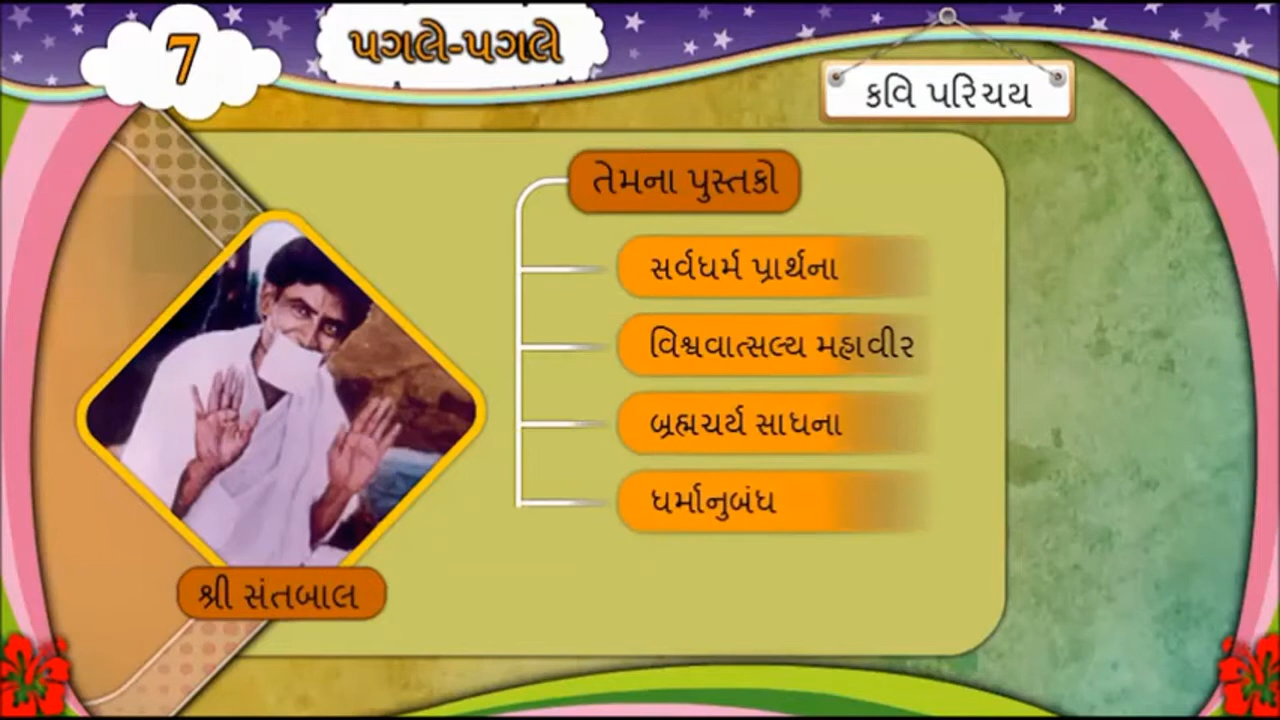 7
પગલે-પગલે
કવિ પરિચય
તેમના પુસ્તકો
સર્વધર્મ પ્રાર્થના
વિશ્વવાત્સલ્ય મહાવીર
બ્રહ્મચર્ય સાધના
ધર્માનુબંધ
શ્રી સંતબાલ